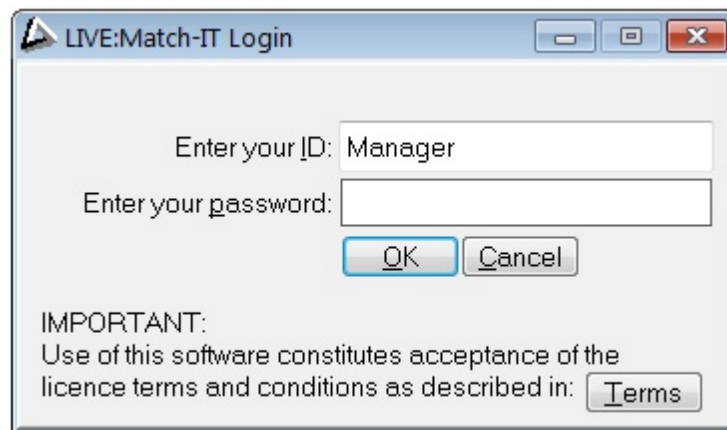 LIVE:Match-IT Login
Enter your ID: Manager
Enter your password:
OK Cancel
IMPORTANT:
Use of this software constitutes acceptance of the
licence terms and conditions as described in: Terms